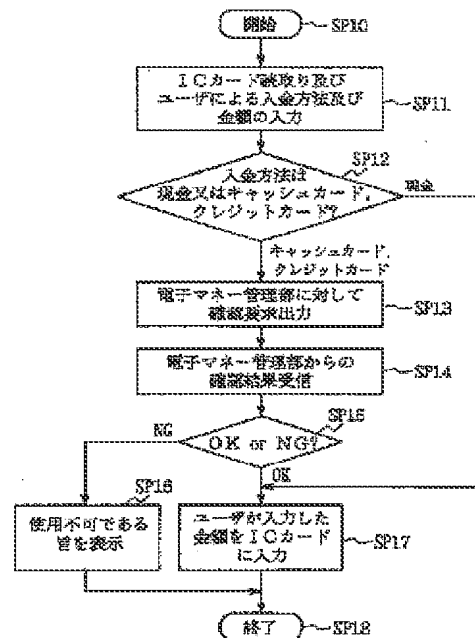 開始
SP10
ICカード読取り及び
ユーザによる入金方法及び
金額の入力
SP11
SP12
入金方法は
現金又はキャッシュカード,
クレジットカード?
現金
キャッシュカード,
クレジットカード
電子マネー管理部に対して
確認要求出力
SP13
電子マネー管理部からの
確認結果受信
SP14
SP15
OK or NG?
NG
OK
SP16
使用不可である
旨を表示
ユーザが入力した
金額をICカード
に入力
SP17
終了
SP18